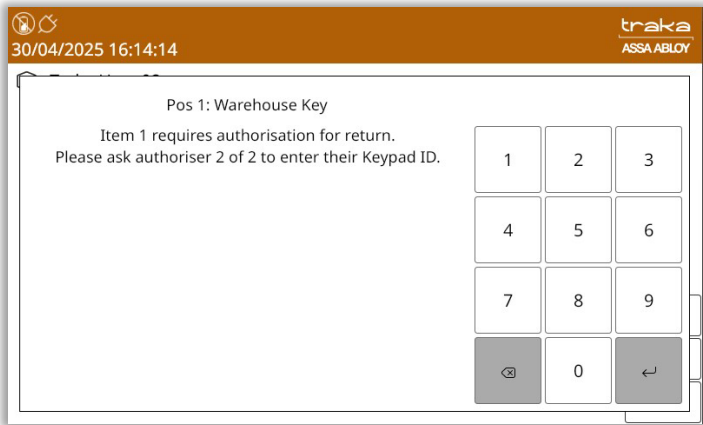 traka
ASSA ABLOY
30/04/2025 16:14:14
Pos 1: Warehouse Key
Item 1 requires authorisation for return.
Please ask authoriser 2 of 2 to enter their Keypad ID.
1 2 3
4 5 6
7 8 9
0